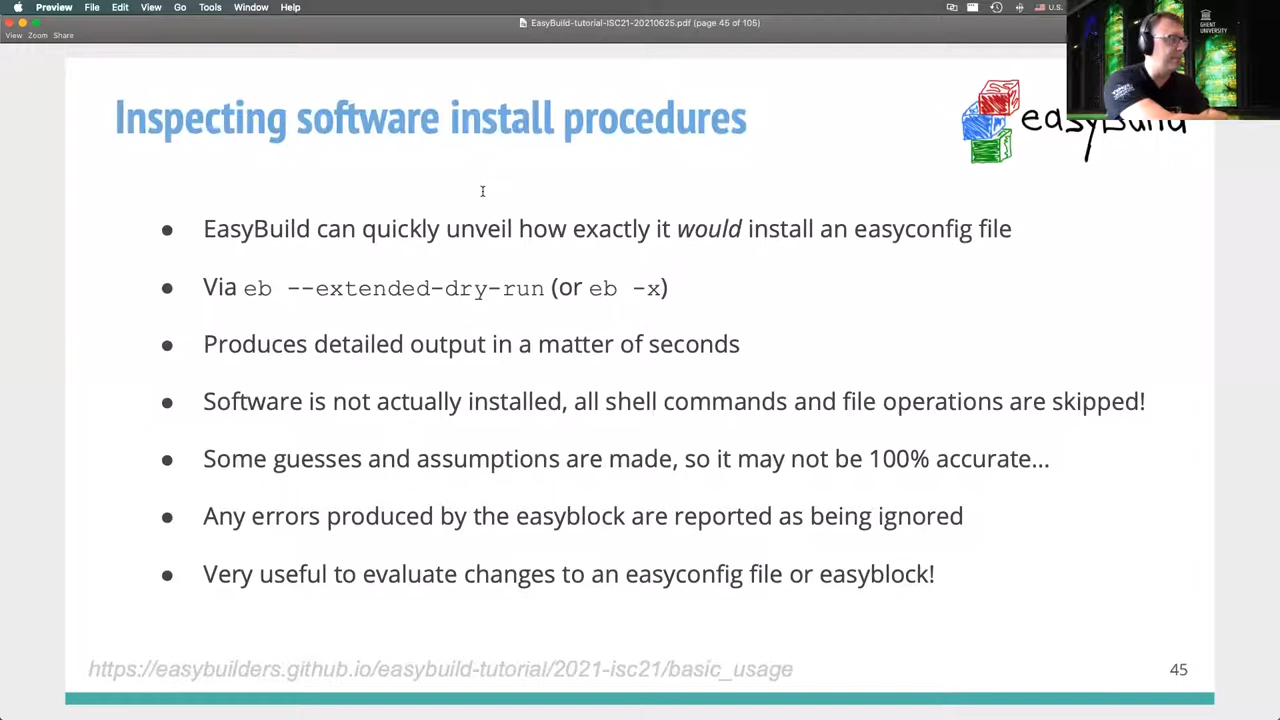 Preview File Edit View Go Tools Window Help U.S.
EasyBuild-tutorial-ISC21-20210625.pdf (page 45 of 105)
View Zoom Share
GHENT
UNIVERSITY
Inspecting software install procedures
easybuild
● EasyBuild can quickly unveil how exactly it would install an easyconfig file
● Via eb --extended-dry-run (or eb -x)
● Produces detailed output in a matter of seconds
● Software is not actually installed, all shell commands and file operations are skipped!
● Some guesses and assumptions are made, so it may not be 100% accurate...
● Any errors produced by the easyblock are reported as being ignored
● Very useful to evaluate changes to an easyconfig file or easyblock!
https://easybuilders.github.io/easybuild-tutorial/2021-isc21/basic_usage
45